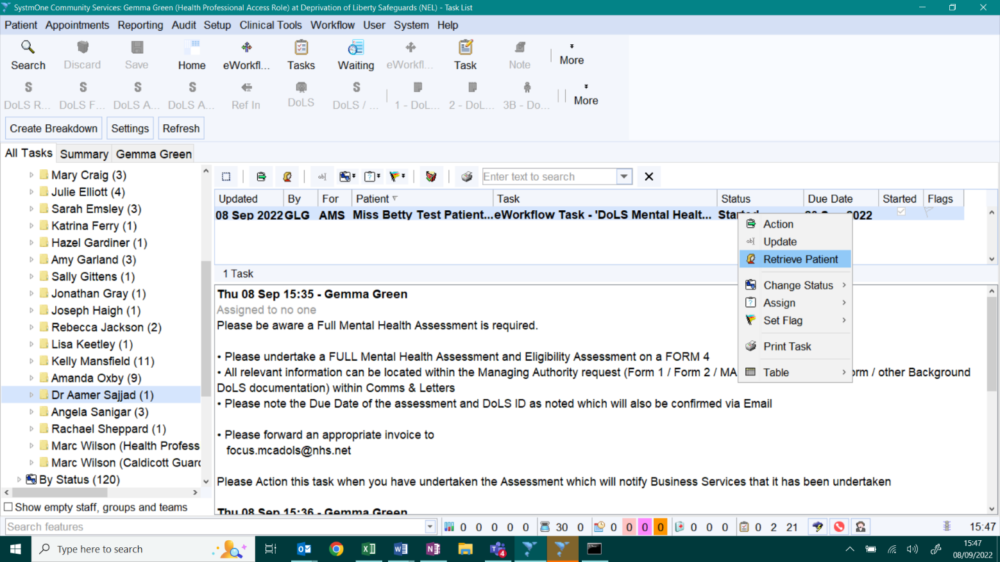 SystmOne Community Services: Gemma Green (Health Professional Access Role) at Deprivation of Liberty Safeguards (NEL) - Task List
Patient Appointments Reporting Audit Setup Clinical Tools Workflow User System Help
Search Discard Save Home eWorkfl... Tasks Waiting eWorkfl... Task Note More
DoLS R... DoLS F... DoLS A... DoLS A... Ref In DoLS DoLS / ... 1 - DoL... 2 - DoL... 3B - Do... More
Create Breakdown Settings Refresh
All Tasks Summary Gemma Green
Mary Craig (3)
Julie Elliott (4)
Sarah Emsley (3)
Katrina Ferry (1)
Hazel Gardiner (1)
Amy Garland (3)
Sally Gittens (1)
Jonathan Gray (1)
Joseph Haigh (1)
Rebecca Jackson (2)
Lisa Keetley (1)
Kelly Mansfield (11)
Amanda Oxby (9)
Dr Aamer Sajjad (1)
Angela Sanigar (3)
Rachael Sheppard (1)
Marc Wilson (Health Profess
Marc Wilson (Caldicott Guar
By Status (120)
Show empty staff, groups and teams
Enter text to search
Updated By For Patient Task Status Due Date Started Flags
08 Sep 2022 GLG AMS Miss Betty Test Patient... eWorkflow Task - 'DoLS Mental Healt... Started 2022
Action
Update
Retrieve Patient
Change Status
Assign
Set Flag
Print Task
Table
1 Task
Thu 08 Sep 15:35 - Gemma Green
Assigned to no one
Please be aware a Full Mental Health Assessment is required.
• Please undertake a FULL Mental Health Assessment and Eligibility Assessment on a FORM 4
• All relevant information can be located within the Managing Authority request (Form 1 / Form 2 / MA orm / other Background
DoLS documentation) within Comms & Letters
• Please note the Due Date of the assessment and DoLS ID as noted which will also be confirmed via Email
• Please forward an appropriate invoice to
focus.mcadols@nhs.net
Please Action this task when you have undertaken the Assessment which will notify Business Services that it has been undertaken
Thu 08 Sep 15:36 - Gemma Green
Search features 0 0 0 0 0 30 0 0 0 0 0 0 0 0 0 2 21 15:47
Type here to search 4 15:47
08/09/2022